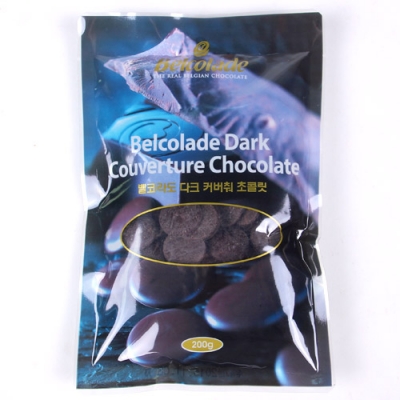 Belcolade
THE REAL BELGIAN CHOCOLATE
Belcolade Dark
Couverture Chocolate
벨코라도 다크 커버춰 초콜릿
200g